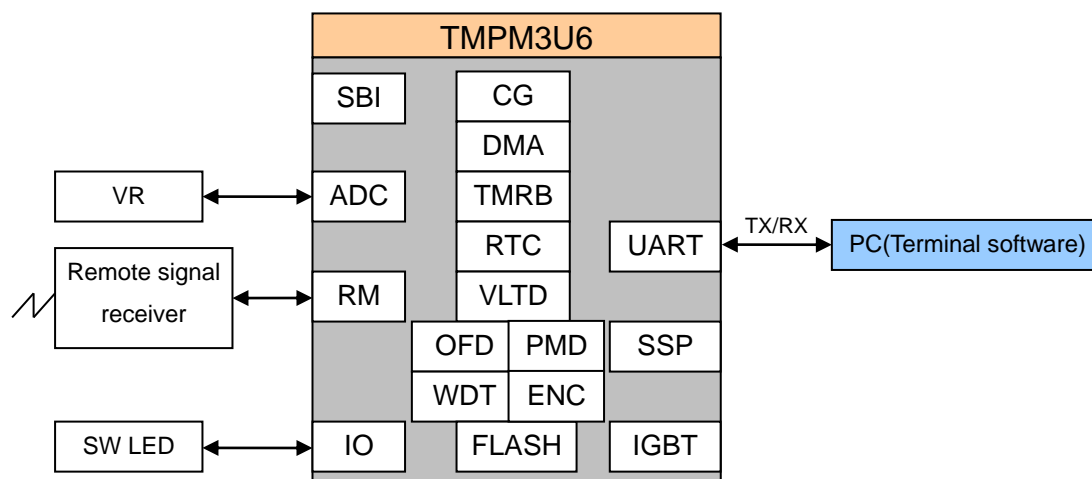 TMPM3U6
SBI
CG
DMA
VR
ADC
TMRB
RTC
UART
TX/RX
PC(Terminal software)
Remote signal
receiver
RM
VLTD
OFD
PMD
SSP
WDT
ENC
SW LED
IO
FLASH
IGBT